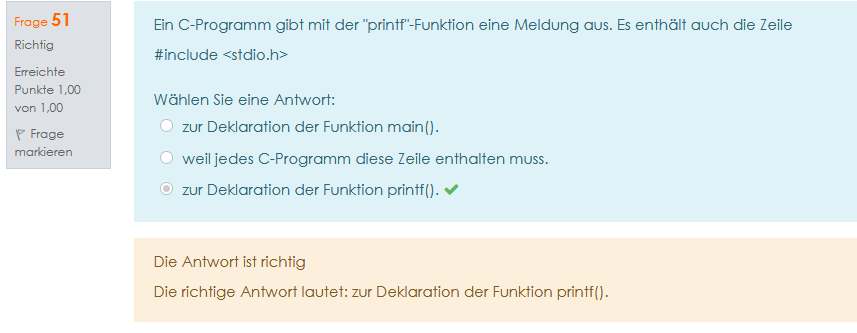 Frage 51
Richtig
Erreichte
Punkte 1,00
von 1,00
Frage
markieren
Ein C-Programm gibt mit der "printf"-Funktion eine Meldung aus. Es enthält auch die Zeile
#include <stdio.h>
Wählen Sie eine Antwort:
zur Deklaration der Funktion main().
weil jedes C-Programm diese Zeile enthalten muss.
zur Deklaration der Funktion printf().
Die Antwort ist richtig
Die richtige Antwort lautet: zur Deklaration der Funktion printf().